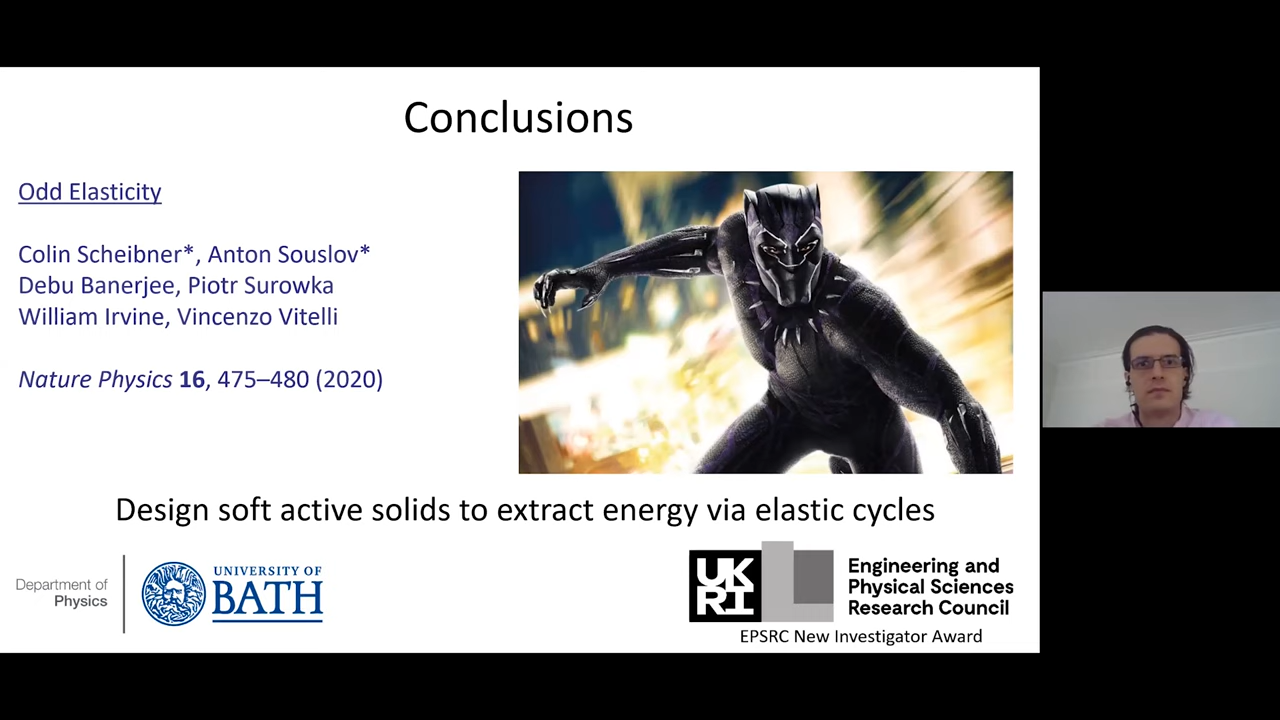 Conclusions
Odd Elasticity
Colin Scheibner*, Anton Souslov*
Debu Banerjee, Piotr Surowka
William Irvine, Vincenzo Vitelli
Nature Physics 16, 475–480 (2020)
Design soft active solids to extract energy via elastic cycles
Department of
Physics
UNIVERSITY OF
BATH
UK
RI
Engineering and
Physical Sciences
Research Council
EPSRC New Investigator Award